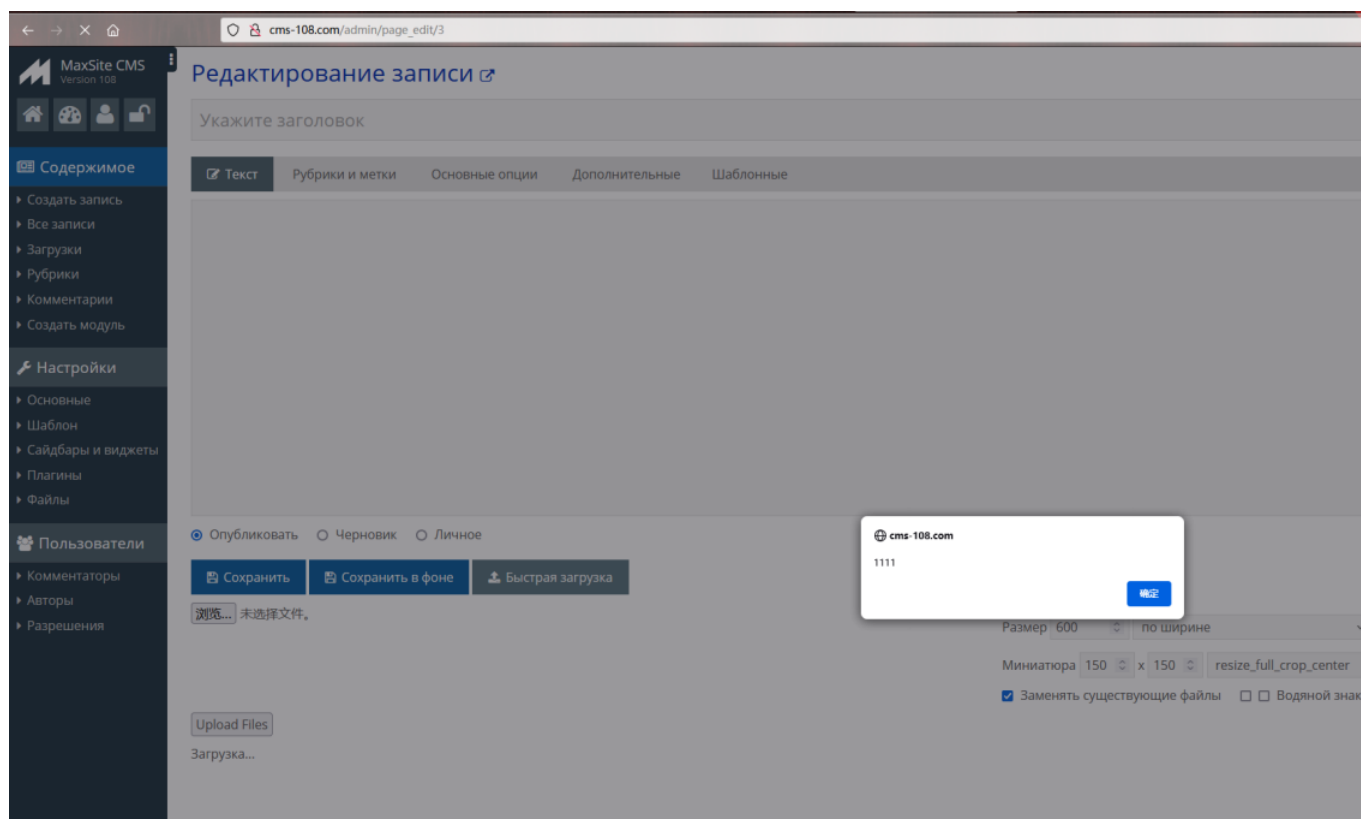 cms-108.com/admin/page_edit/3
MaxSite CMS
Version 108
Редактирование записи
Укажите заголовок
Содержимое
Текст Рубрики и метки Основные опции Дополнительные Шаблонные
Создать запись
Все записи
Загрузки
Рубрики
Комментарии
Создать модуль
Настройки
Основные
Шаблон
Сайдбары и виджеты
Плагины
Файлы
Пользователи
Комментаторы
Авторы
Разрешения
Опубликовать Черновик Личное
Сохранить Сохранить в фоне Быстрая загрузка
浏览... 未选择文件。
cms-108.com
1111
确定
Размер 600 по ширине
Миниатюра 150 x 150 resize_full_crop_center
Заменять существующие файлы Водяной знак
Upload Files
Загрузка...